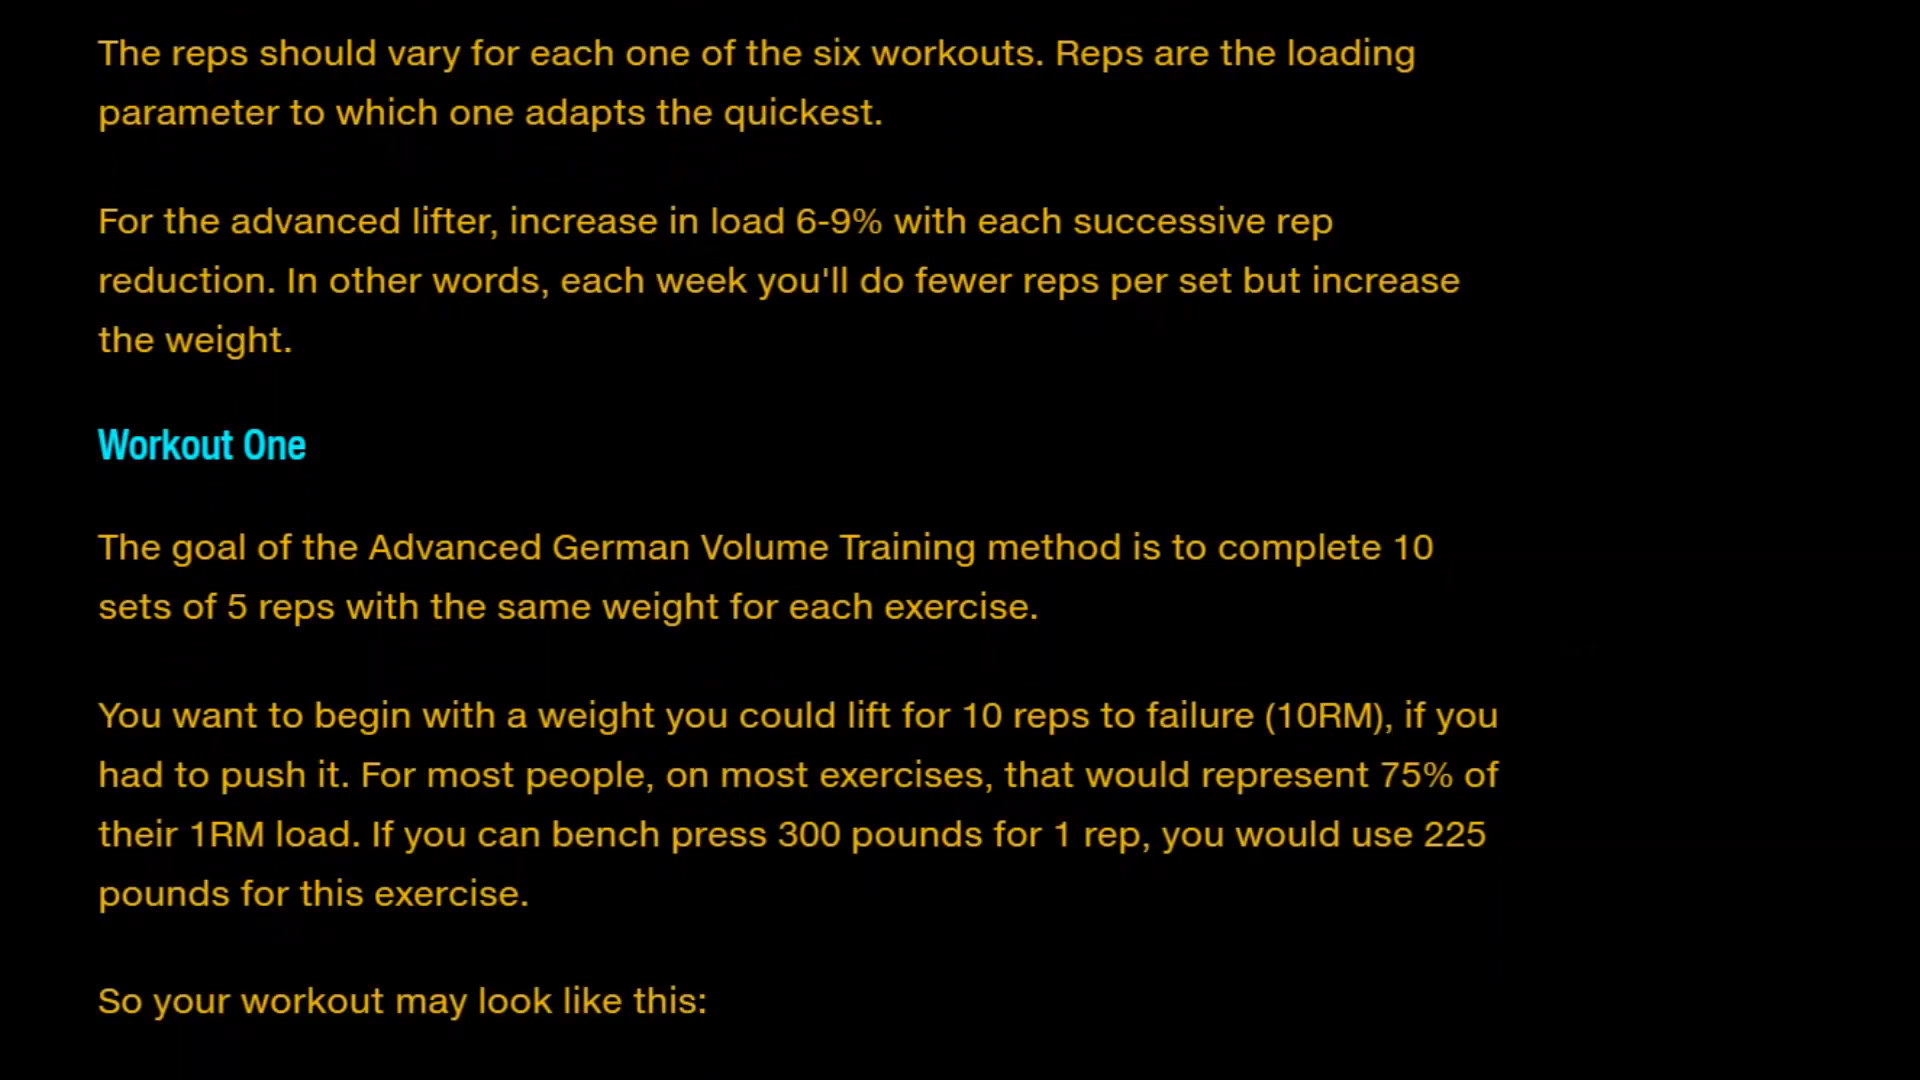 The reps should vary for each one of the six workouts. Reps are the loading
parameter to which one adapts the quickest.
For the advanced lifter, increase in load 6-9% with each successive rep
reduction. In other words, each week you'll do fewer reps per set but increase
the weight.
Workout One
The goal of the Advanced German Volume Training method is to complete 10
sets of 5 reps with the same weight for each exercise.
You want to begin with a weight you could lift for 10 reps to failure (10RM), if you
had to push it. For most people, on most exercises, that would represent 75% of
their 1RM load. If you can bench press 300 pounds for 1 rep, you would use 225
pounds for this exercise.
So your workout may look like this: